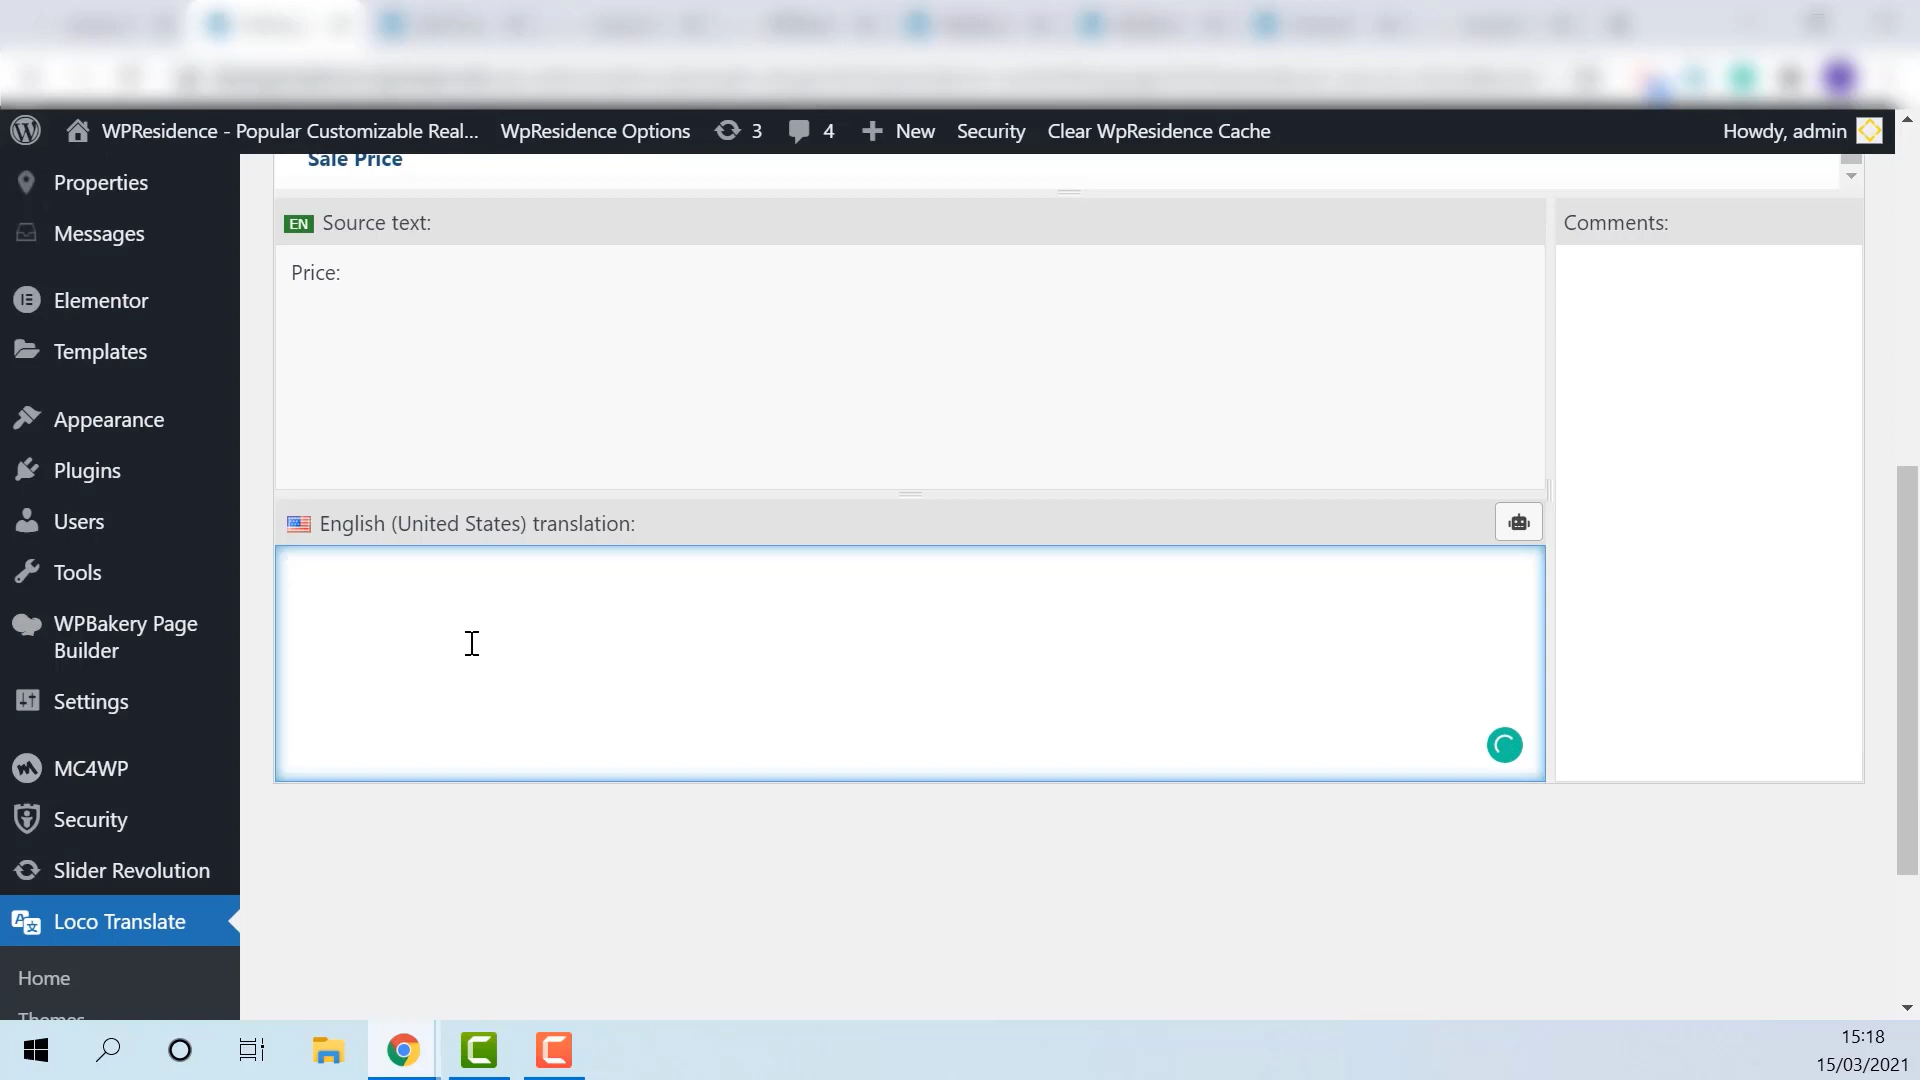 WPResidence - Popular Customizable Real... WpResidence Options 3 4 New Security Clear WpResidence Cache Howdy, admin
Sale Price
Properties
Messages
Elementor
Templates
Appearance
Plugins
Users
Tools
WPBakery Page
Builder
Settings
MC4WP
Security
Slider Revolution
Loco Translate
Home
Themes
EN Source text:
Price:
English (United States) translation:
Comments:
15:18
15/03/2021